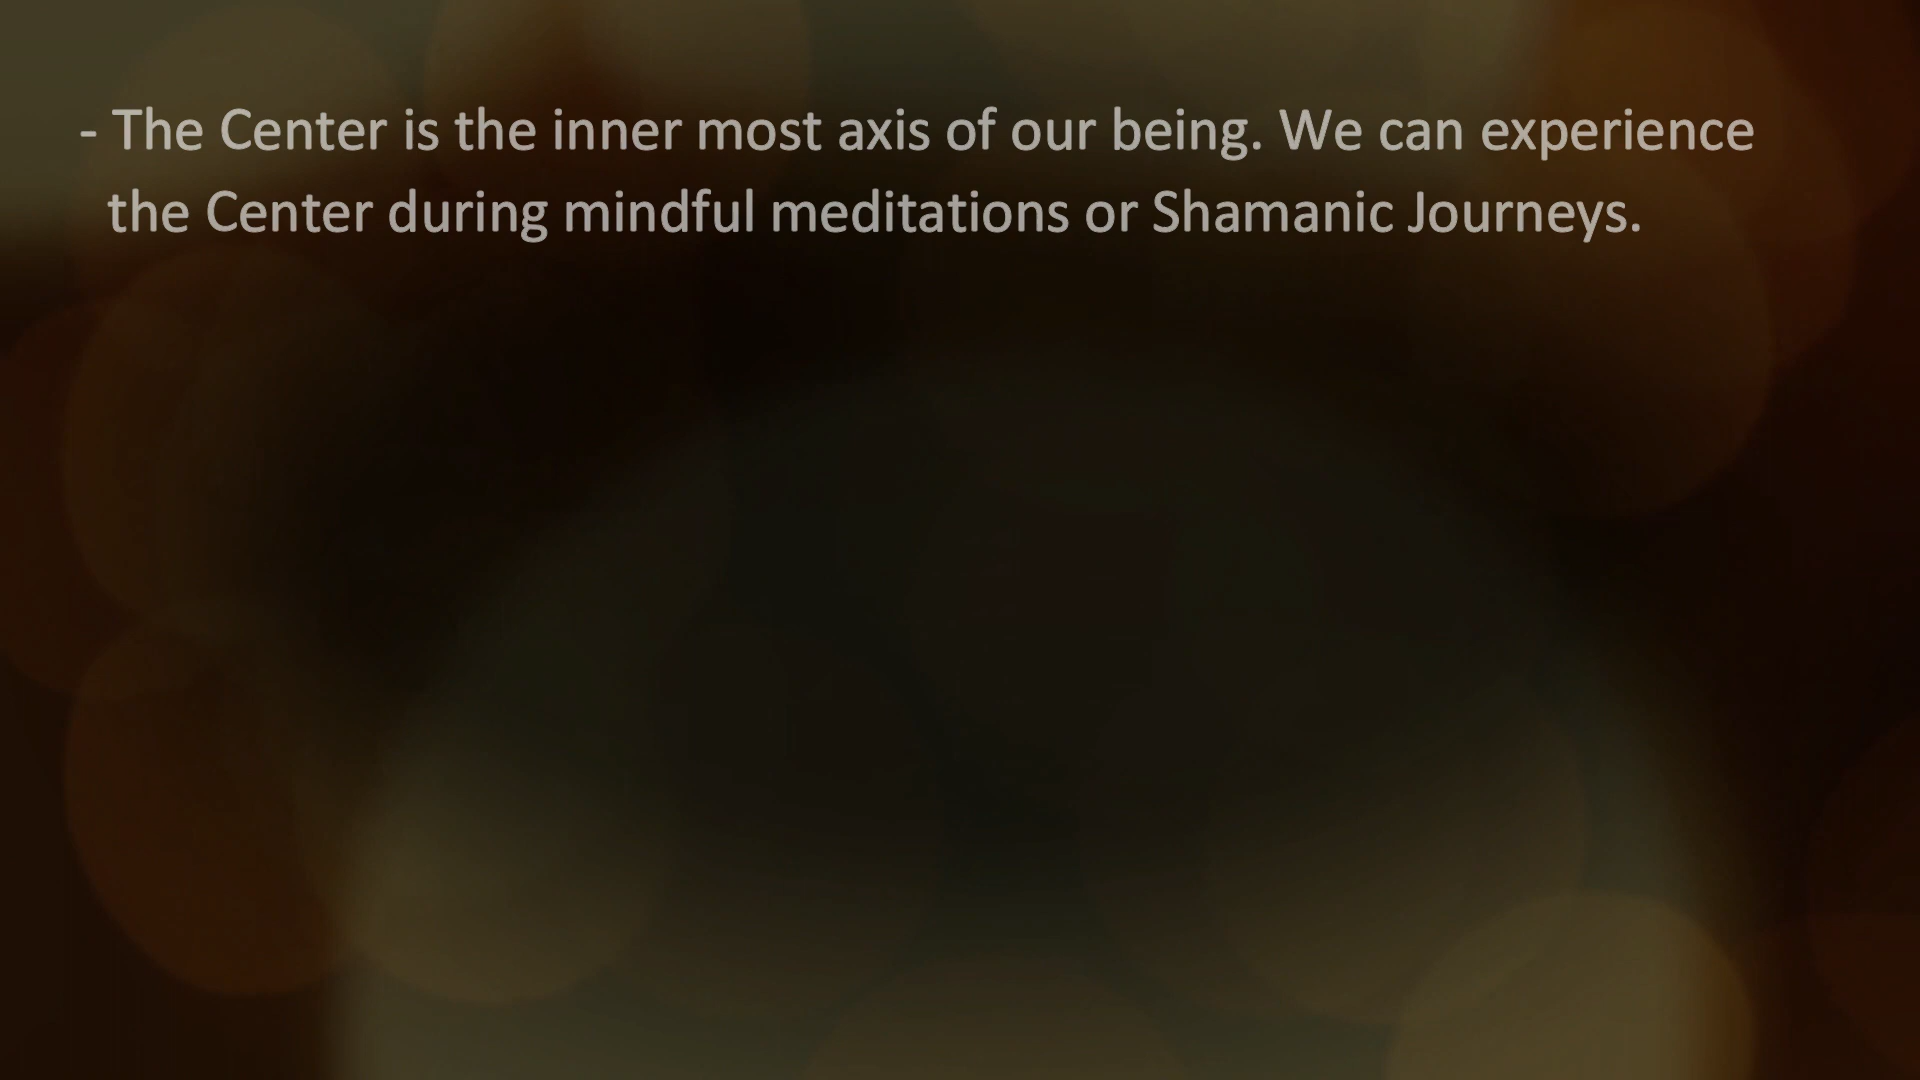 - The Center is the inner most axis of our being. We can experience
the Center during mindful meditations or Shamanic Journeys.